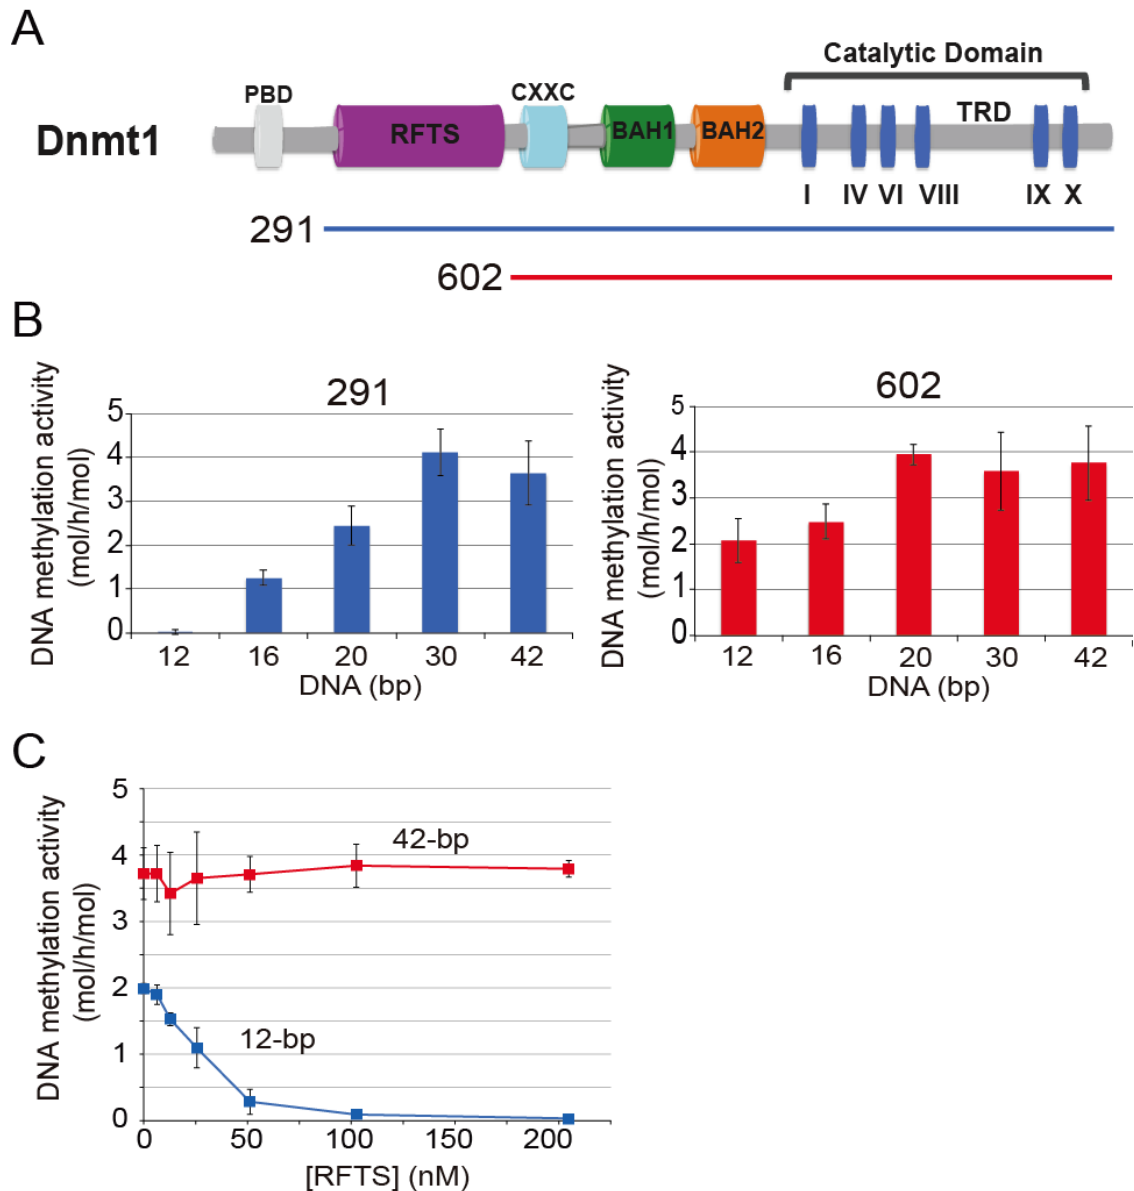 A
Catalytic Domain
PBD
CXXC
Dnmt1
RFTS
BAH1
BAH2
TRD
I IV VI VIII IX X
291
602
B
291
DNA methylation activity
(mol/h/mol)
5
4
3
2
1
0
12 16 20 30 42
DNA (bp)
602
DNA methylation activity
(mol/h/mol)
5
4
3
2
1
0
12 16 20 30 42
DNA (bp)
C
DNA methylation activity
(mol/h/mol)
5
4
3
2
1
0
42-bp
12-bp
0 50 100 150 200
[RFTS] (nM)